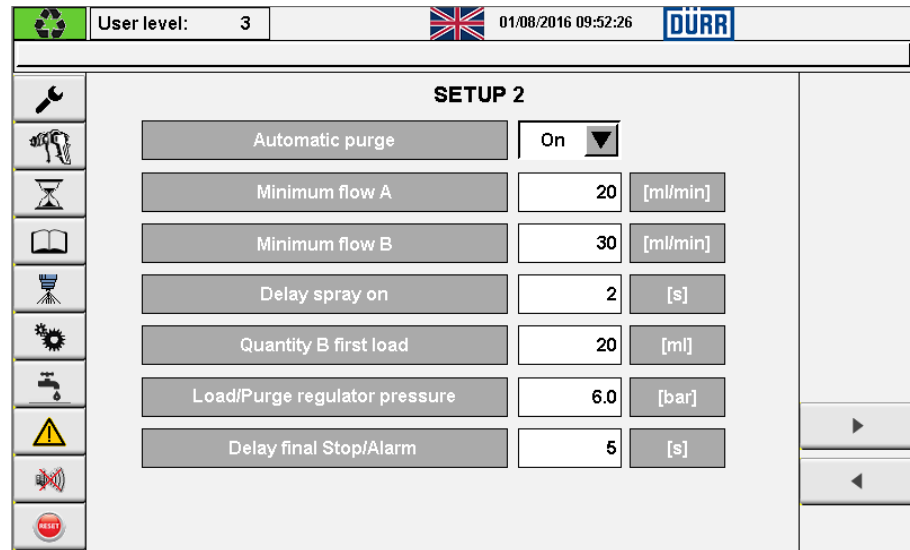 User level: 3 01/08/2016 09:52:26 DÜRR
SETUP 2
Automatic purge On
Minimum flow A 20 [ml/min]
Minimum flow B 30 [ml/min]
Delay spray on 2 [s]
Quantity B first load 20 [ml]
Load/Purge regulator pressure 6.0 [bar]
Delay final Stop/Alarm 5 [s]
RESET